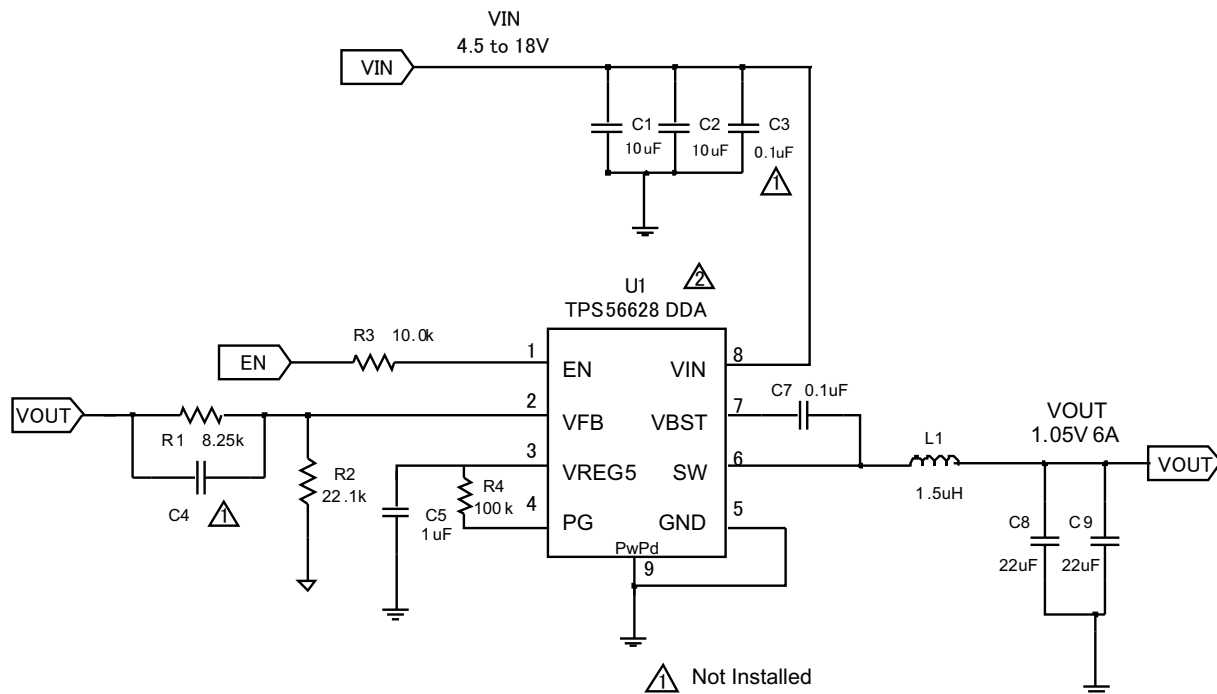 VIN
4.5 to 18V
VIN
C1
10uF
C2
10uF
C3
0.1uF
1
2
U1
TPS56628 DDA
R3 10.0k
EN
1
EN
VIN
8
VOUT
R1 8.25k
2
VFB
VBST
7
C7 0.1uF
C4
1
R2
22.1k
3
VREG5
SW
6
L1
1.5uH
VOUT
1.05V 6A
VOUT
C5
1uF
R4
100k
4
PG
GND
5
PwPd
9
C8
22uF
C9
22uF
1 Not Installed